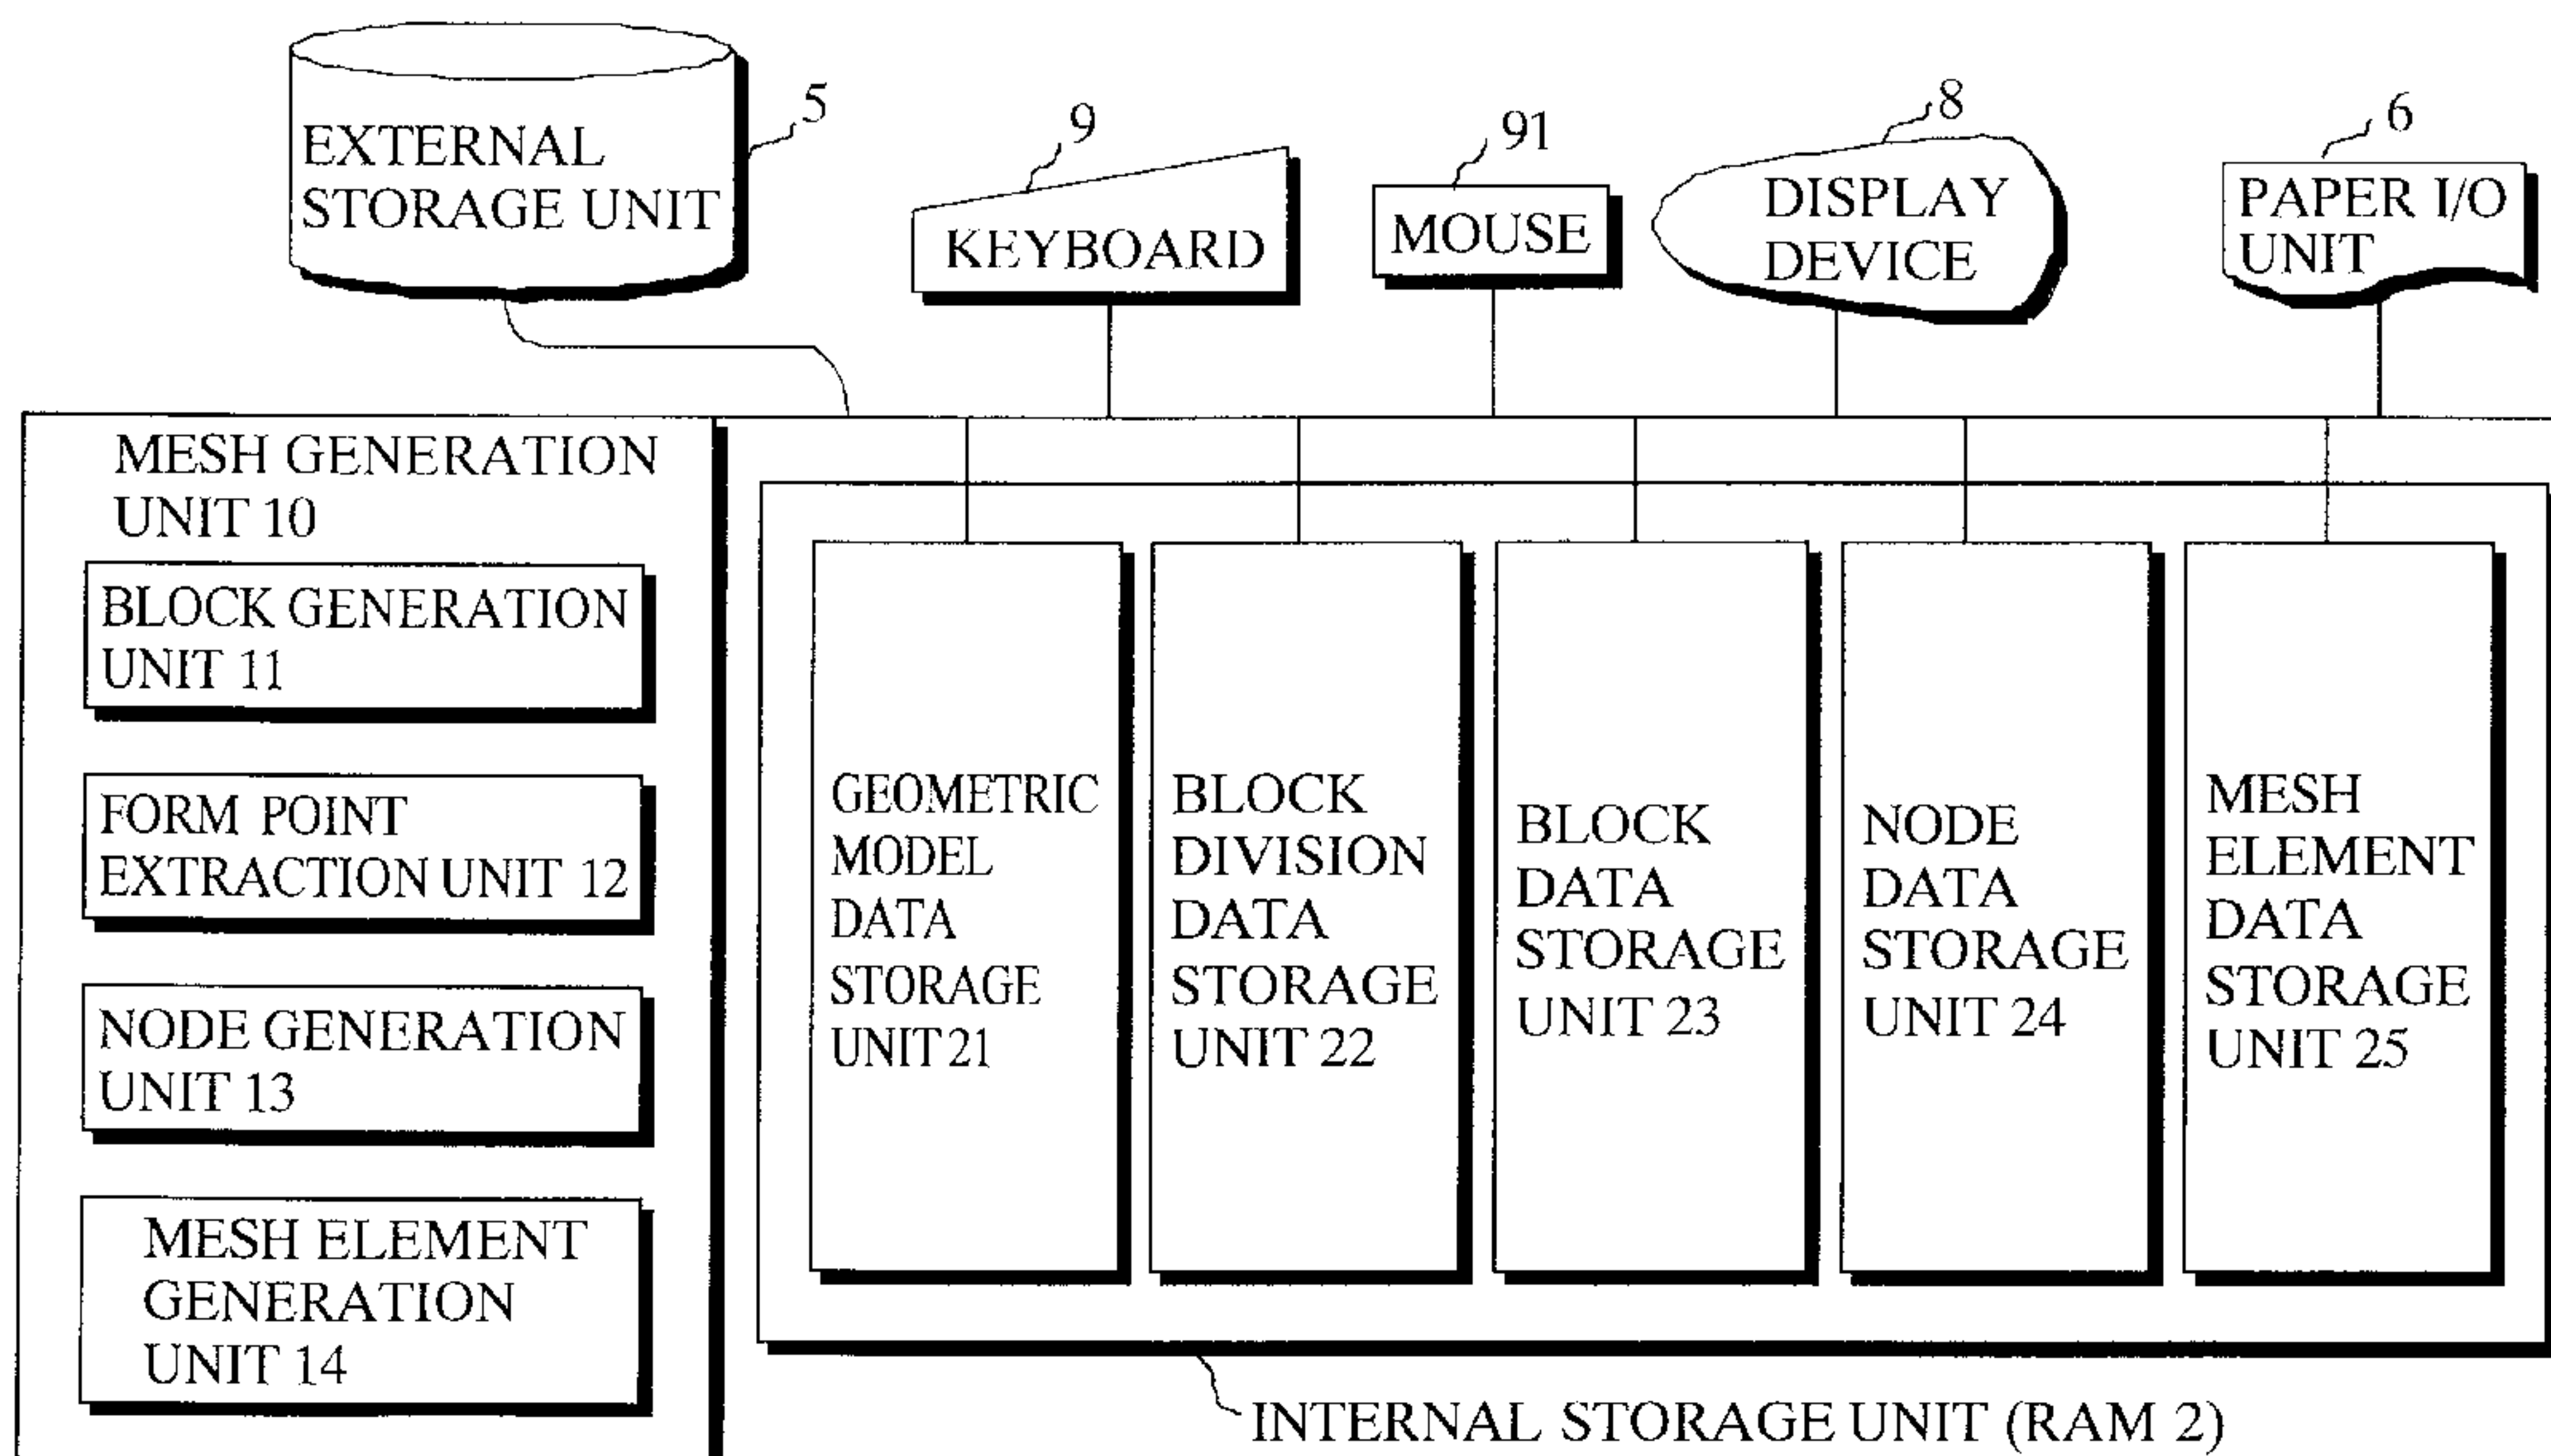 5
EXTERNAL
STORAGE UNIT
9
KEYBOARD
91
MOUSE
8
DISPLAY
DEVICE
6
PAPER I/O
UNIT
MESH GENERATION
UNIT 10
BLOCK GENERATION
UNIT 11
FORM POINT
EXTRACTION UNIT 12
NODE GENERATION
UNIT 13
MESH ELEMENT
GENERATION
UNIT 14
GEOMETRIC
MODEL
DATA
STORAGE
UNIT 21
BLOCK
DIVISION
DATA
STORAGE
UNIT 22
BLOCK
DATA
STORAGE
UNIT 23
NODE
DATA
STORAGE
UNIT 24
MESH
ELEMENT
DATA
STORAGE
UNIT 25
INTERNAL STORAGE UNIT (RAM 2)